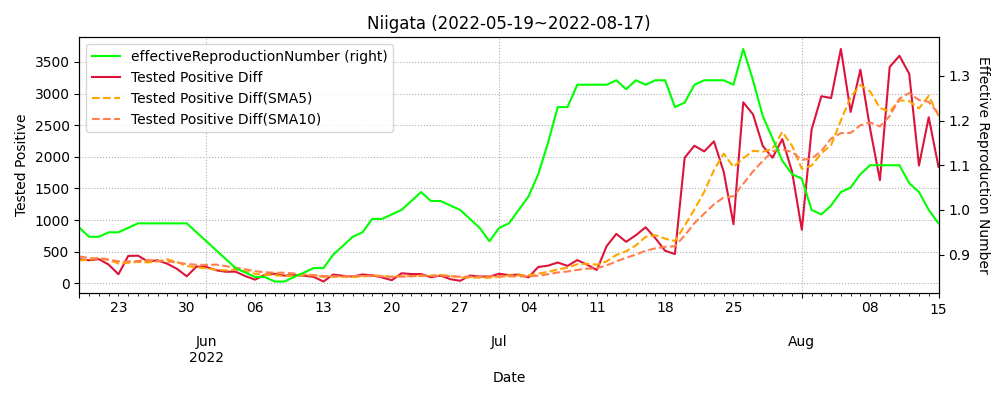 Niigata (2022-05-19~2022-08-17)
effectiveReproductionNumber (right)
Tested Positive Diff
Tested Positive Diff(SMA5)
Tested Positive Diff(SMA10)
Tested Positive
3500
3000
2500
2000
1500
1000
500
0
Effective Reproduction Number
1.3
1.2
1.1
1.0
0.9
23 30 06 13 20 27 04 11 18 25 08 15
Jun Jul Aug
2022
Date